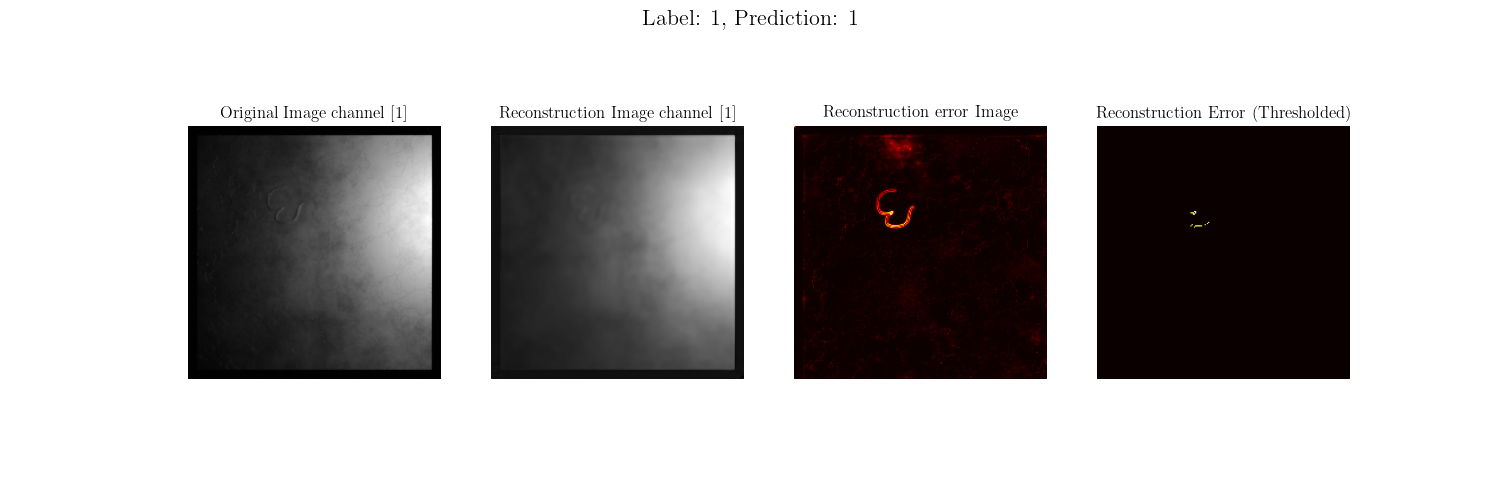 Label: 1, Prediction: 1
Original Image channel [1]
Reconstruction Image channel [1]
Reconstruction error Image
Reconstruction Error (Thresholded)